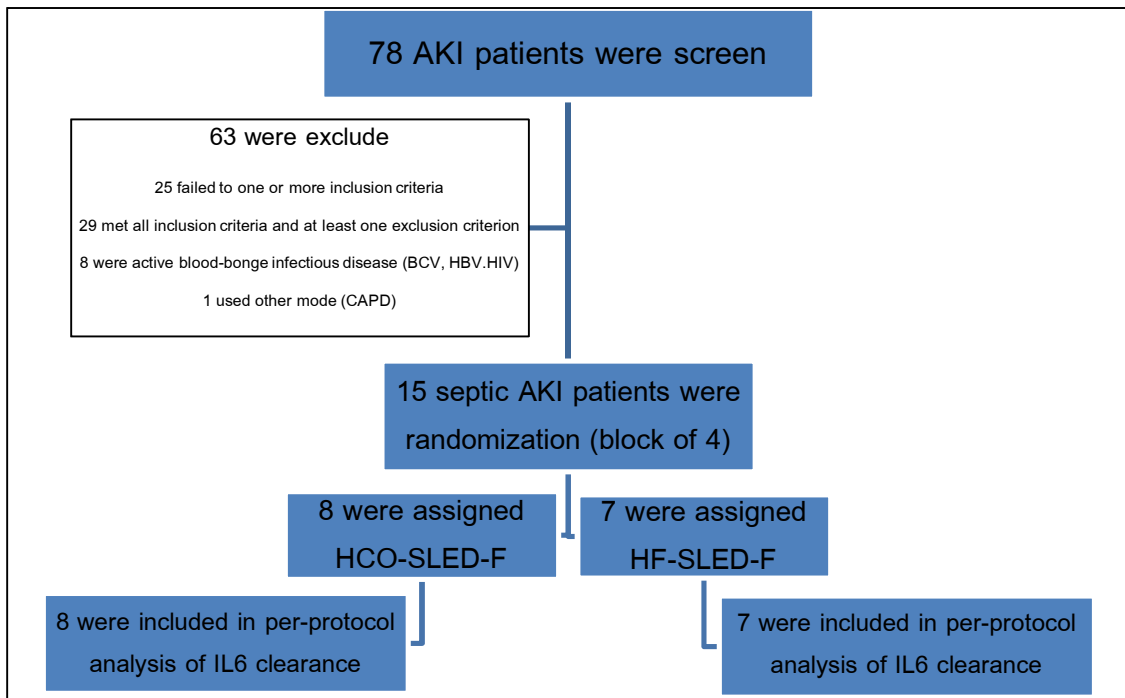 78 AKI patients were screen
63 were exclude
25 failed to one or more inclusion criteria
29 met all inclusion criteria and at least one exclusion criterion
8 were active blood-bonge infectious disease (BCV, HBV.HIV)
1 used other mode (CAPD)
15 septic AKI patients were
randomization (block of 4)
8 were assigned
HCO-SLED-F
7 were assigned
HF-SLED-F
8 were included in per-protocol
analysis of IL6 clearance
7 were included in per-protocol
analysis of IL6 clearance